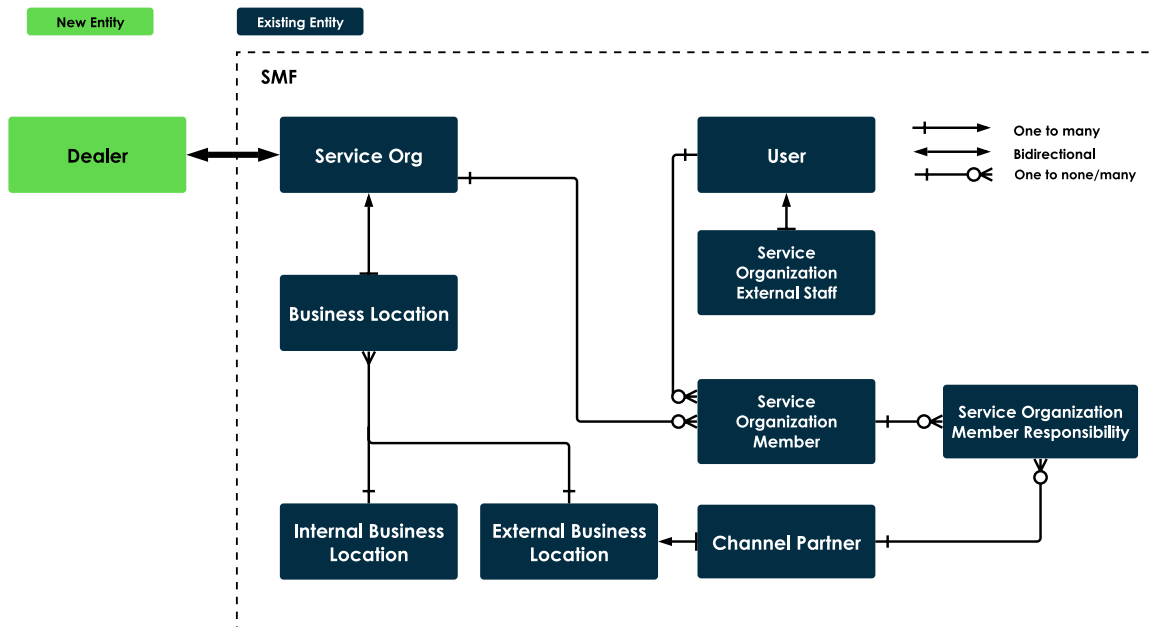 New Entity
Existing Entity
SMF
Dealer
Service Org
User
One to many
Bidirectional
One to none/many
Service
Organization
External Staff
Business Location
Service
Organization
Member
Service Organization
Member Responsibility
Internal Business
Location
External Business
Location
Channel Partner